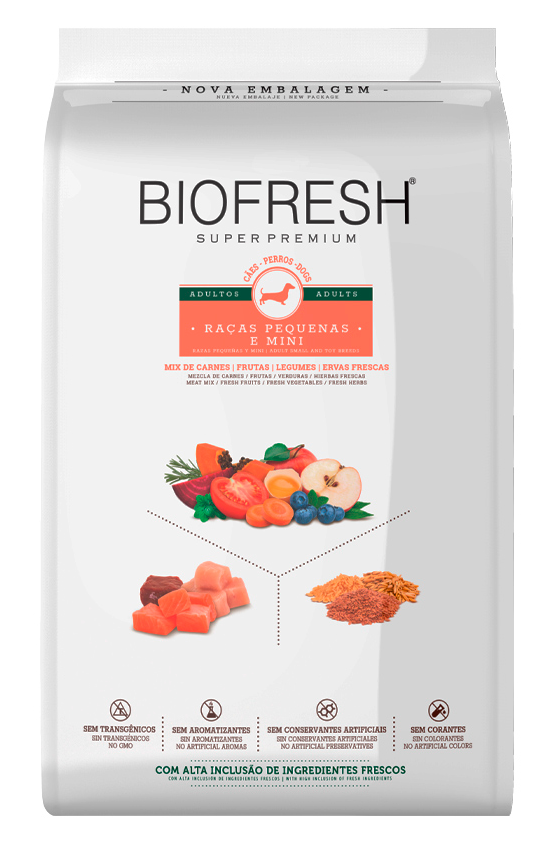 - NOVA EMBALAGEM -
NUEVA EMBALAJE | NEW PACKAGE
BIOFRESH®
SUPER PREMIUM
CÃES - PERROS - DOGS
ADULTOS ADULTS
• RAÇAS PEQUENAS •
E MINI
RAZAS PEQUEÑAS Y MINI / ADULT SMALL AND TOY BREEDS
MIX DE CARNES | FRUTAS | LEGUMES | ERVAS FRESCAS
MEZCLA DE CARNES / FRUTAS / VERDURAS / HIERBAS FRESCAS
MEAT MIX / FRESH FRUITS / FRESH VEGETABLES / FRESH HERBS
SEM TRANSGÊNICOS
SIN TRANSGÉNICOS
NO GMO
SEM AROMATIZANTES
SIN AROMATIZANTES
NO ARTIFICIAL AROMAS
SEM CONSERVANTES ARTIFICIAIS
SIN CONSERVANTES ARTIFICIALES
NO ARTIFICIAL PRESERVATIVES
SEM CORANTES
SIN COLORANTES
NO ARTIFICIAL COLORS
COM ALTA INCLUSÃO DE INGREDIENTES FRESCOS
CON ALTA INCLUSIÓN DE INGREDIENTES FRESCOS | WITH HIGH INCLUSION OF FRESH INGREDIENTS